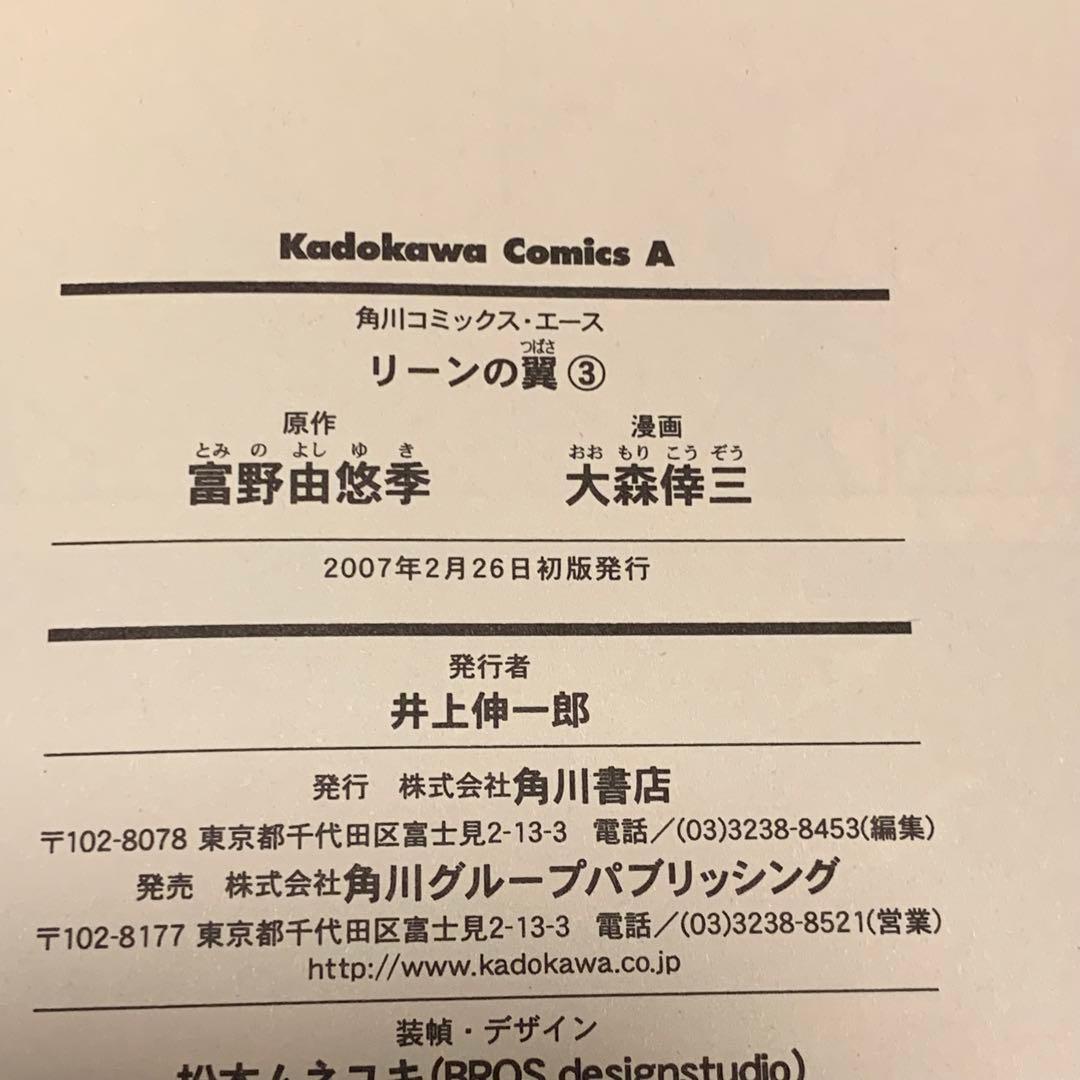 Kadokawa Comics A
角川コミックス・エース
つばさ
リーンの翼③
原作 漫画
とみ の よし ゆ き おお もり こう ぞう
富野由悠季 大森倖三
2007年2月26日初版発行
発行者
井上伸一郎
発行 株式会社角川書店
〒102-8078 東京都千代田区富士見2-13-3 電話／(03)3238-8453(編集)
発売 株式会社角川グループパブリッシング
〒102-8177 東京都千代田区富士見2-13-3 電話／(03)3238-8521(営業)
http://www.kadokawa.co.jp
装幀・デザイン
松本ムネユキ(BROS.designstudio)